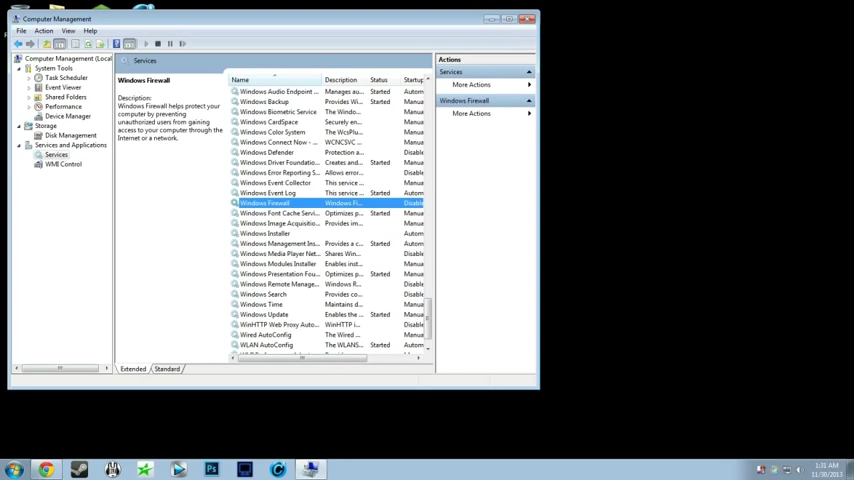 Computer Management
File Action View Help
Computer Management (Local
System Tools
Task Scheduler
Event Viewer
Shared Folders
Performance
Device Manager
Storage
Disk Management
Services and Applications
Services
WMI Control
Services
Windows Firewall
Description:
Windows Firewall helps protect your
computer by preventing
unauthorized users from gaining
access to your computer through the
Internet or a network.
Name Description Status Startup
Windows Audio Endpoint ... Manages au... Started Autom
Windows Backup Provides Wi... Started Manua
Windows Biometric Service The Windo... Manua
Windows CardSpace Securely en... Manua
Windows Color System The WcsPlu... Manua
Windows Connect Now - ... WCNCSVC ... Manua
Windows Defender Protection a... Disable
Windows Driver Foundatio... Creates and... Started Manua
Windows Error Reporting S... Allows error... Disable
Windows Event Collector This service ... Manua
Windows Event Log This service ... Started Autom
Windows Firewall Windows Fi... Disable
Windows Font Cache Servi... Optimizes p... Started Manua
Windows Image Acquisitio... Provides im... Manua
Windows Installer Autom
Windows Management Ins... Provides a c... Started Autom
Windows Media Player Net... Shares Win... Disable
Windows Modules Installer Enables inst... Manua
Windows Presentation Fou... Optimizes p... Started Manua
Windows Remote Manage... Windows R... Disable
Windows Search Provides co... Disable
Windows Time Maintains d... Manua
Windows Update Enables the ... Started Manua
WinHTTP Web Proxy Auto... WinHTTP i... Disable
Wired AutoConfig The Wired ... Manua
WLAN AutoConfig The WLANS... Started Manua
Extended Standard
Actions
Services
More Actions
Windows Firewall
More Actions
Ps
1:31 AM
11/30/2013